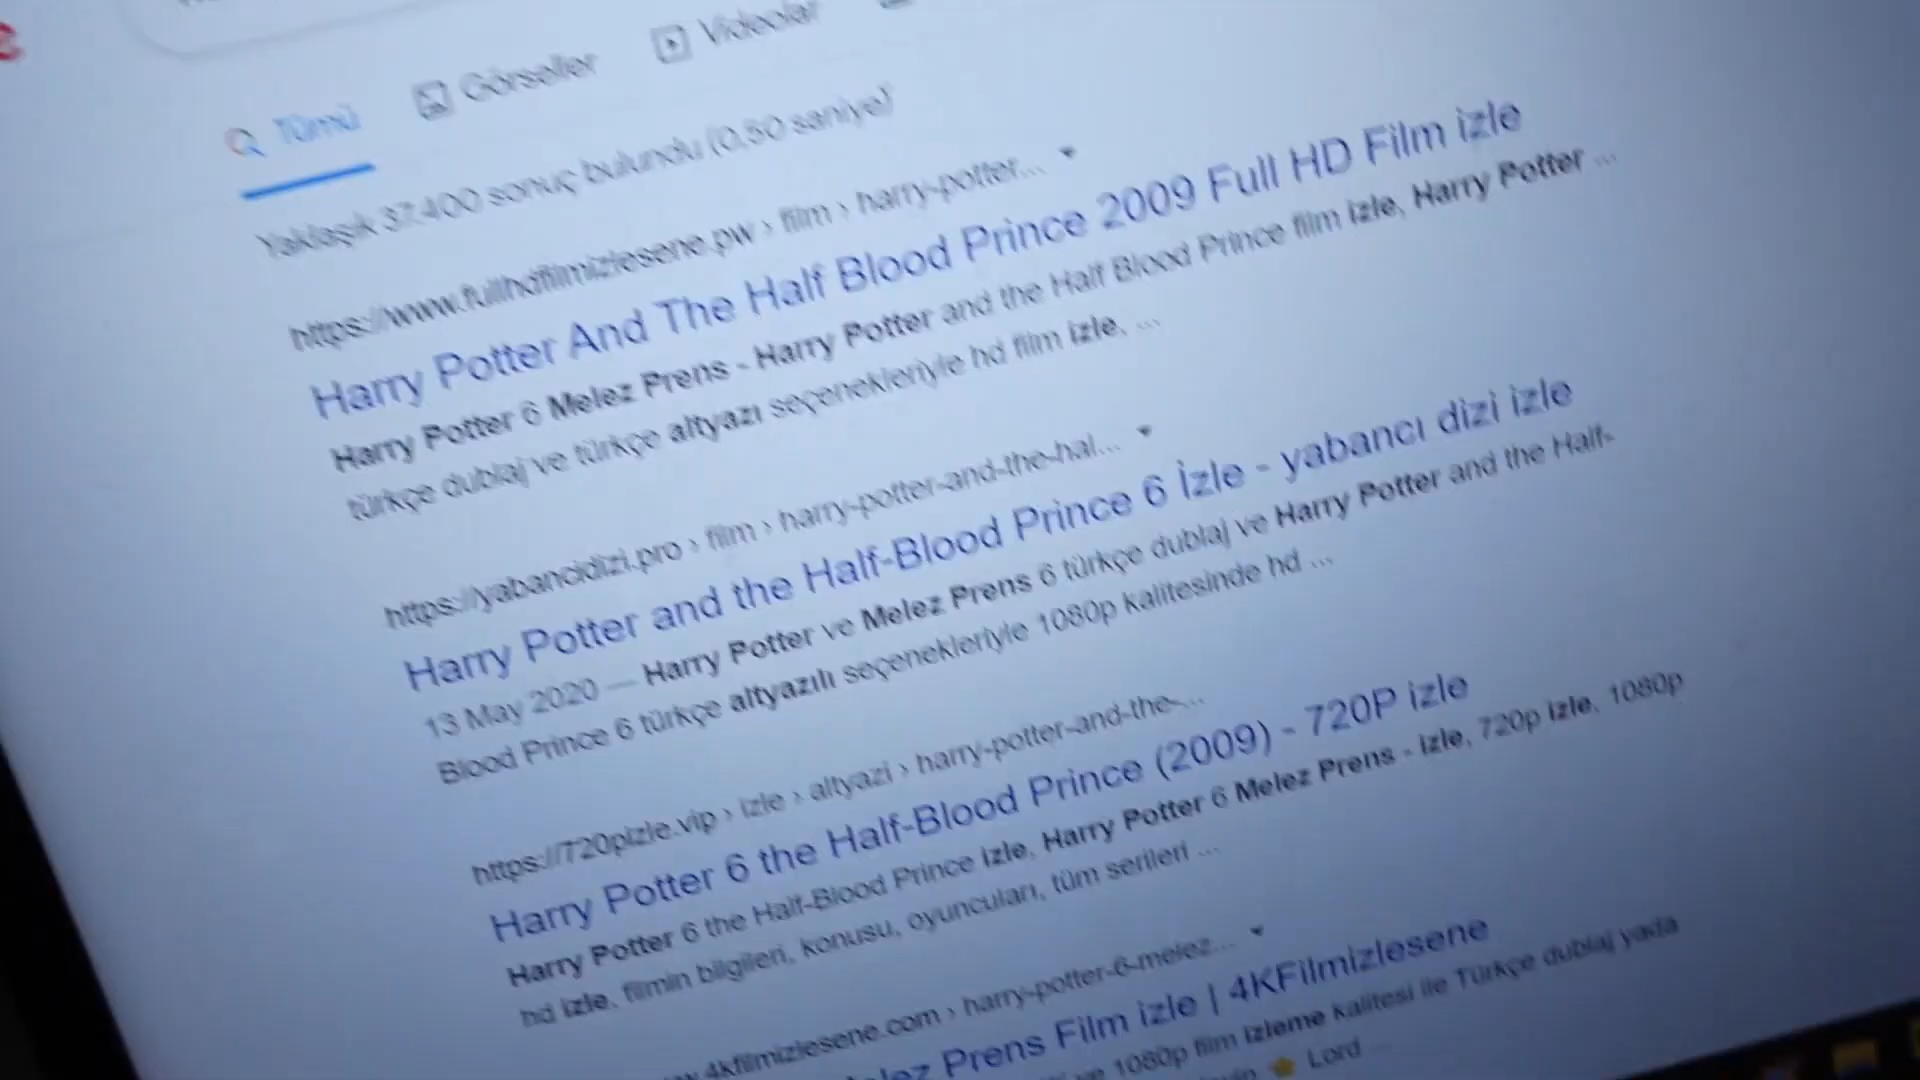 Tümü Görseller Videolar
Yaklaşık 37.400 sonuç bulundu (0,50 saniye)
https://www.fullhdfilmizlesene.pw › film › harry-potter...
Harry Potter And The Half Blood Prince 2009 Full HD Film izle
Harry Potter 6 Melez Prens - Harry Potter and the Half Blood Prince film izle, Harry Potter ...
türkçe dublaj ve türkçe altyazı seçenekleriyle hd film izle, ...
https://yabancidizi.pro › film › harry-potter-and-the-hal...
Harry Potter and the Half-Blood Prince 6 İzle - yabancı dizi izle
13 May 2020 — Harry Potter ve Melez Prens 6 türkçe dublaj ve Harry Potter and the Half-
Blood Prince 6 türkçe altyazılı seçenekleriyle 1080p kalitesinde hd ...
https://720pizle.vip › izle › altyazi › harry-potter-and-the-...
Harry Potter 6 the Half-Blood Prince (2009) - 720P izle
Harry Potter 6 the Half-Blood Prince izle, Harry Potter 6 Melez Prens - Izle, 720p izle, 1080p
hd izle, filmin bilgileri, konusu, oyuncuları, tüm serileri ...
4kfilmizlesene.com › harry-potter-6-melez...
Prens Film izle | 4KFilmizlesene
ve 1080p film izleme kalitesi ile Türkçe dublaj yada
Lord